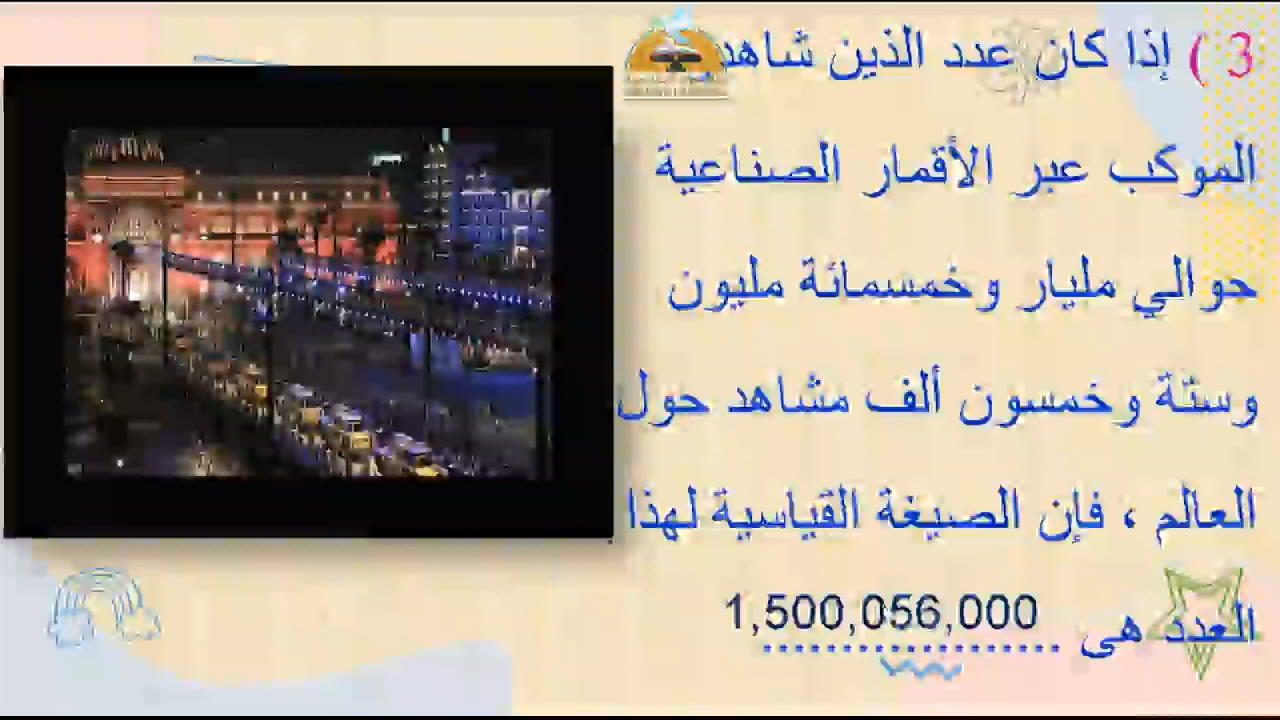 3 ) إذا كان عدد الذين شاهد
الموكب عبر الأقمار الصناعية
حوالي مليار وخمسمائة مليون
وستة وخمسون ألف مشاهد حول
العالم ، فإن الصيغة القياسية لهذا
العدد هى 1,500,056,000